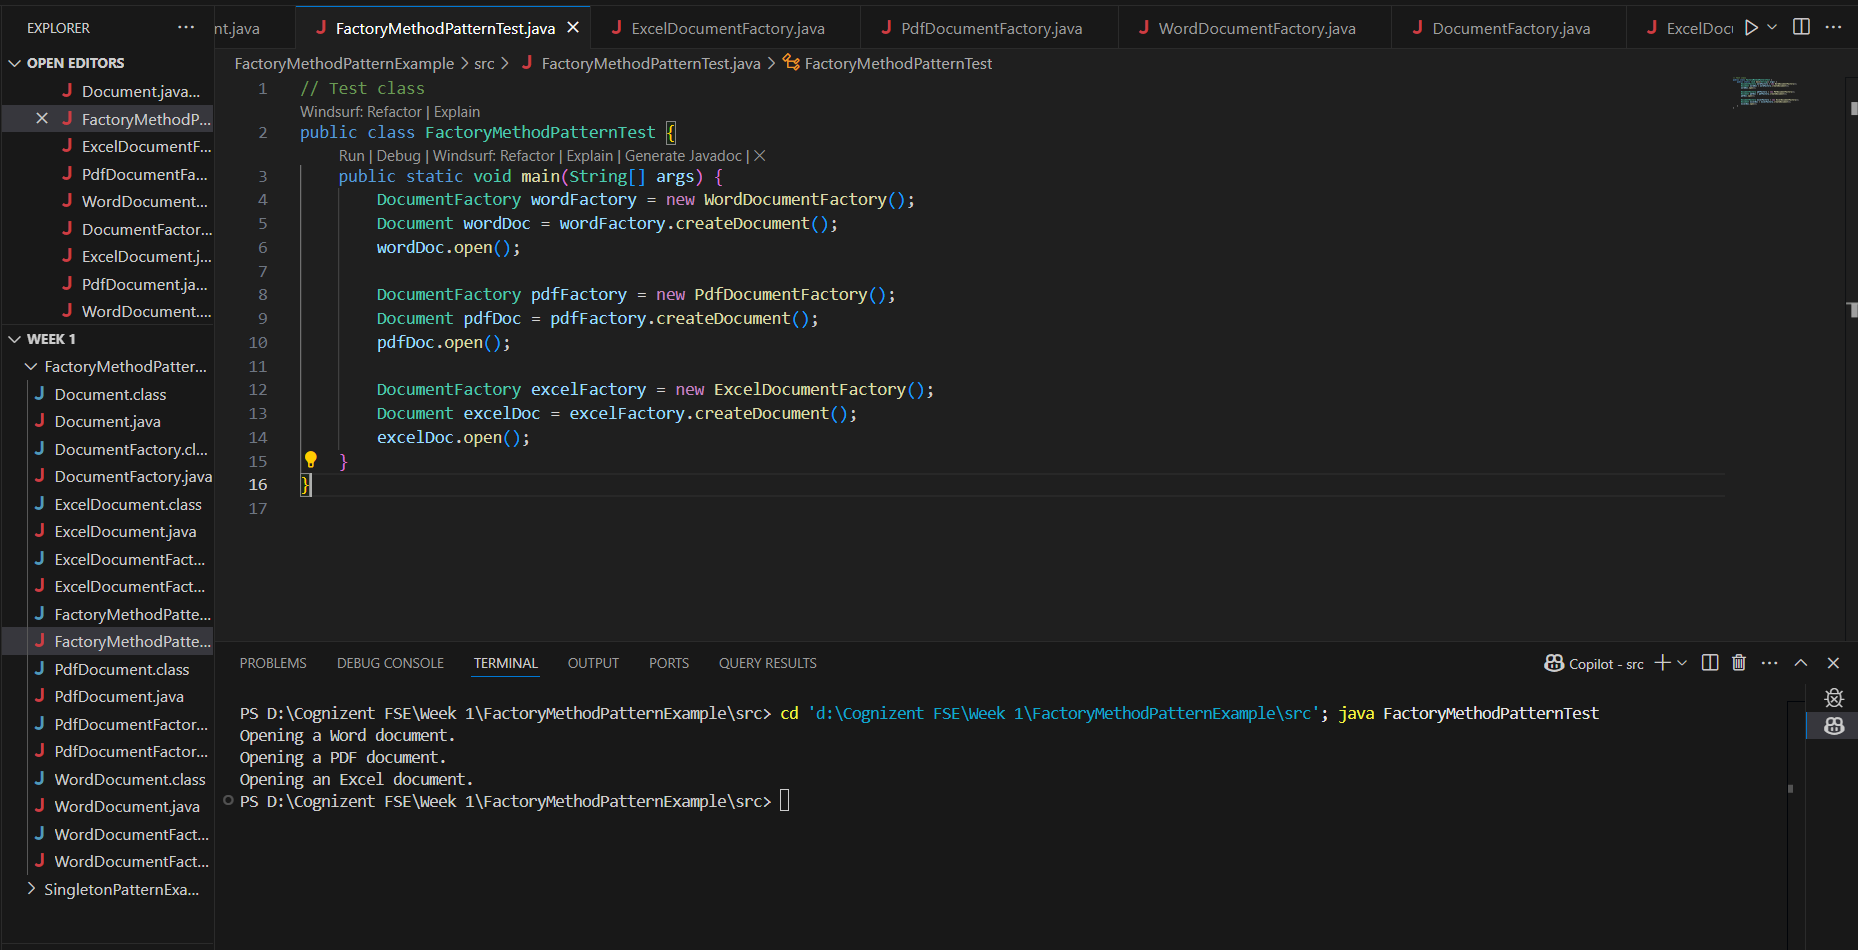 EXPLORER
···
OPEN EDITORS
Document.java...
FactoryMethodP...
ExcelDocumentF...
PdfDocumentFa...
WordDocument...
DocumentFactor...
ExcelDocument.j...
PdfDocument.ja...
WordDocument....
WEEK 1
FactoryMethodPatter...
Document.class
Document.java
DocumentFactory.cl...
DocumentFactory.java
ExcelDocument.class
ExcelDocument.java
ExcelDocumentFact...
ExcelDocumentFact...
FactoryMethodPatte...
FactoryMethodPatte...
PdfDocument.class
PdfDocument.java
PdfDocumentFactor...
PdfDocumentFactor...
WordDocument.class
WordDocument.java
WordDocumentFact...
WordDocumentFact...
SingletonPatternExa...
nt.java
FactoryMethodPatternTest.java
ExcelDocumentFactory.java
PdfDocumentFactory.java
WordDocumentFactory.java
DocumentFactory.java
ExcelDoc
FactoryMethodPatternExample > src > FactoryMethodPatternTest.java > FactoryMethodPatternTest
1 // Test class
Windsurf: Refactor | Explain
2 public class FactoryMethodPatternTest {
Run | Debug | Windsurf: Refactor | Explain | Generate Javadoc | X
3 public static void main(String[] args) {
4 DocumentFactory wordFactory = new WordDocumentFactory();
5 Document wordDoc = wordFactory.createDocument();
6 wordDoc.open();
7
8 DocumentFactory pdfFactory = new PdfDocumentFactory();
9 Document pdfDoc = pdfFactory.createDocument();
10 pdfDoc.open();
11
12 DocumentFactory excelFactory = new ExcelDocumentFactory();
13 Document excelDoc = excelFactory.createDocument();
14 excelDoc.open();
15 }
16 }
17
PROBLEMS DEBUG CONSOLE TERMINAL OUTPUT PORTS QUERY RESULTS
Copilot - src
PS D:\Cognizent FSE\Week 1\FactoryMethodPatternExample\src> cd 'd:\Cognizent FSE\Week 1\FactoryMethodPatternExample\src'; java FactoryMethodPatternTest
Opening a Word document.
Opening a PDF document.
Opening an Excel document.
PS D:\Cognizent FSE\Week 1\FactoryMethodPatternExample\src>